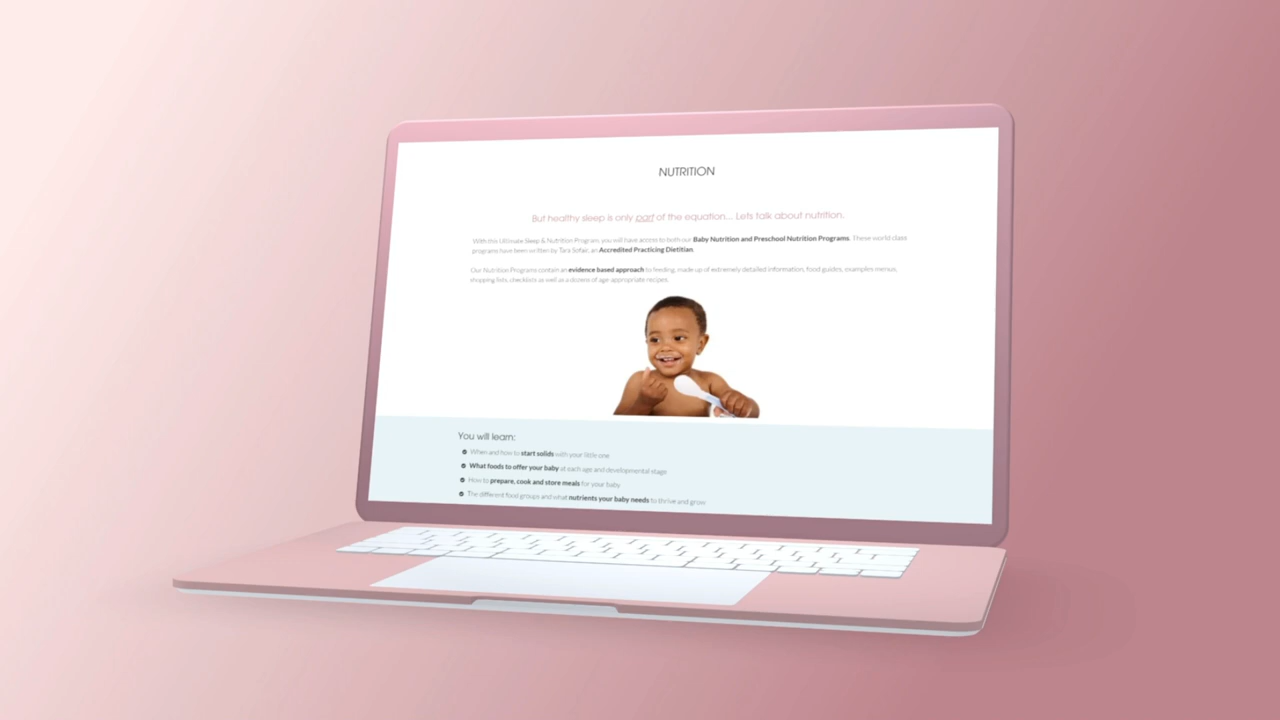 NUTRITION
But healthy sleep is only part of the equation... Lets talk about nutrition.
With this Ultimate Sleep & Nutrition Program, you will have access to both our Baby Nutrition and Preschool Nutrition Programs. These world class
programs have been written by Tara Sofair, an Accredited Practicing Dietitian.
Our Nutrition Programs contain an evidence based approach to feeding, made up of extremely detailed information, food guides, examples menus,
shopping lists, checklists as well as a dozens of age appropriate recipes.
You will learn:
When and how to start solids with your little one
What foods to offer your baby at each age and developmental stage
How to prepare, cook and store meals for your baby
The different food groups and what nutrients your baby needs to thrive and grow